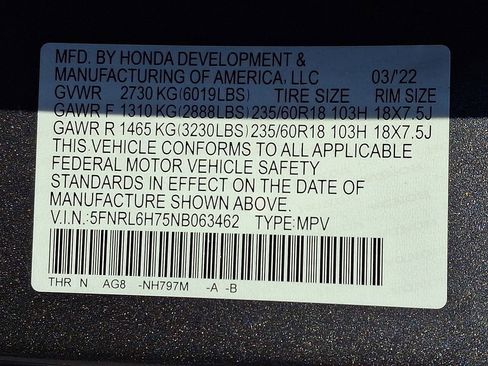 MFD. BY HONDA DEVELOPMENT &
MANUFACTURING OF AMERICA, LLC 03/'22
GVWR 2730 KG(6019LBS) TIRE SIZE RIM SIZE
GAWR F 1310 KG(2888LBS) 235/60R18 103H 18X7.5J
GAWR R 1465 KG(3230LBS) 235/60R18 103H 18X7.5J
THIS VEHICLE CONFORMS TO ALL APPLICABLE
FEDERAL MOTOR VEHICLE SAFETY
STANDARDS IN EFFECT ON THE DATE OF
MANUFACTURE SHOWN ABOVE.
V.I.N.:5FNRL6H75NB063462 TYPE:MPV
THR N AG8 -NH797M -A -B